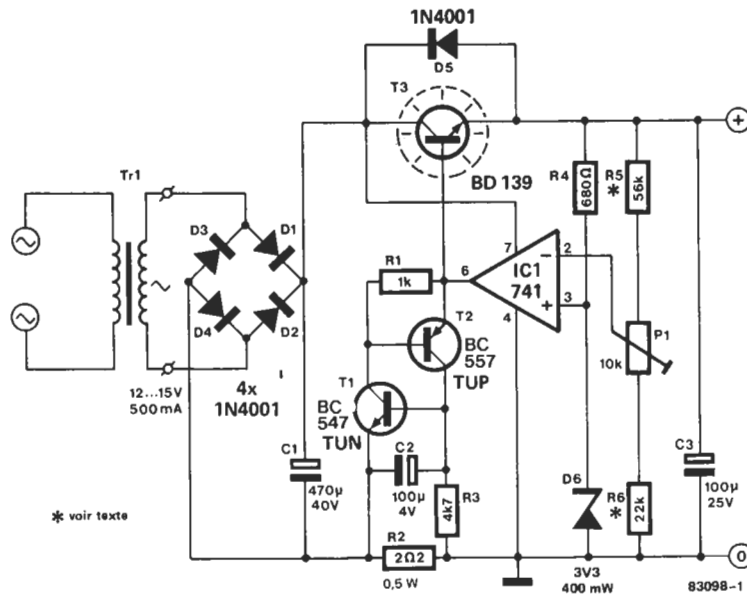 1N4001
D5
T3
+
BD 139
Tr1
D3
D1
D4
D2
12...15V
500 mA
4x
1N4001
R4
680Ω
R5
*
56k
7
2
6
IC1
741
−
+
3
4
R1
1k
T2
BC
557
TUP
P1
10k
T1
BC
547
TUN
C1
470µ
40V
C2
100µ
4V
4k7
R3
D6
R6
*
22k
C3
100µ
25V
* voir texte
R2
2Ω2
0,5 W
3V3
400 mW
0
83098-1